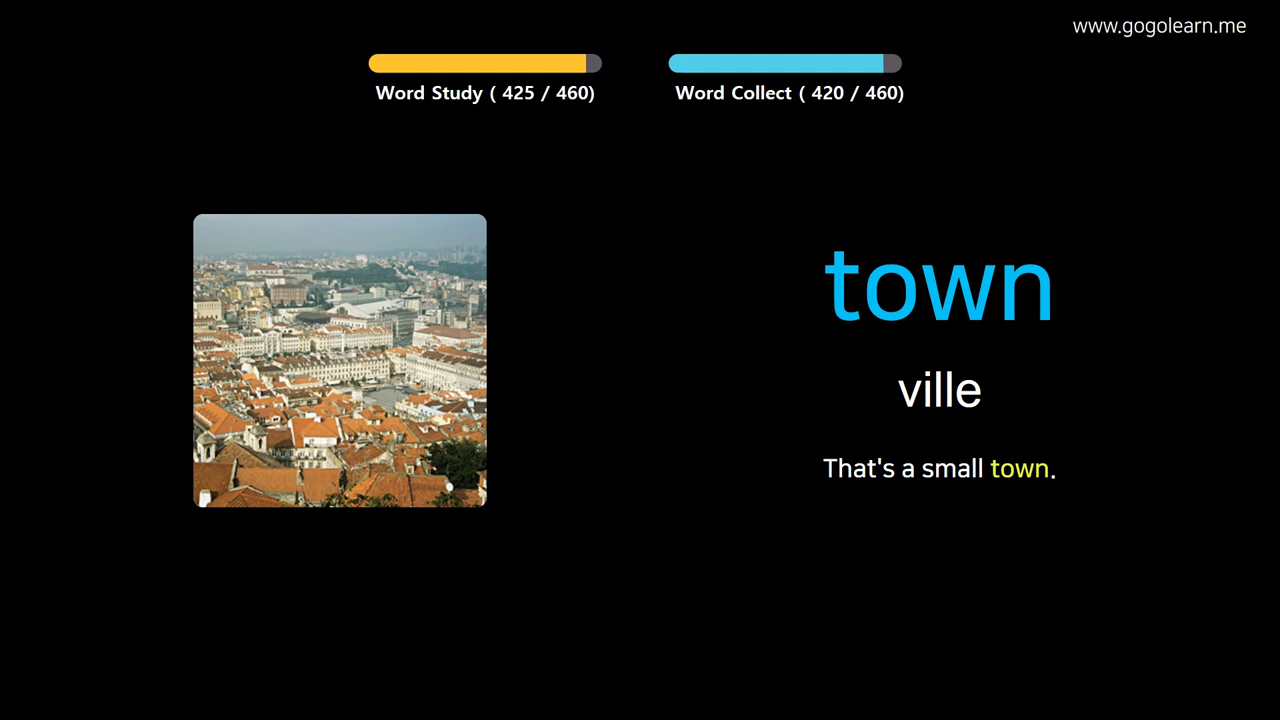 www.gogolearn.me
Word Study ( 425 / 460)
Word Collect ( 420 / 460)
town
ville
That's a small town.